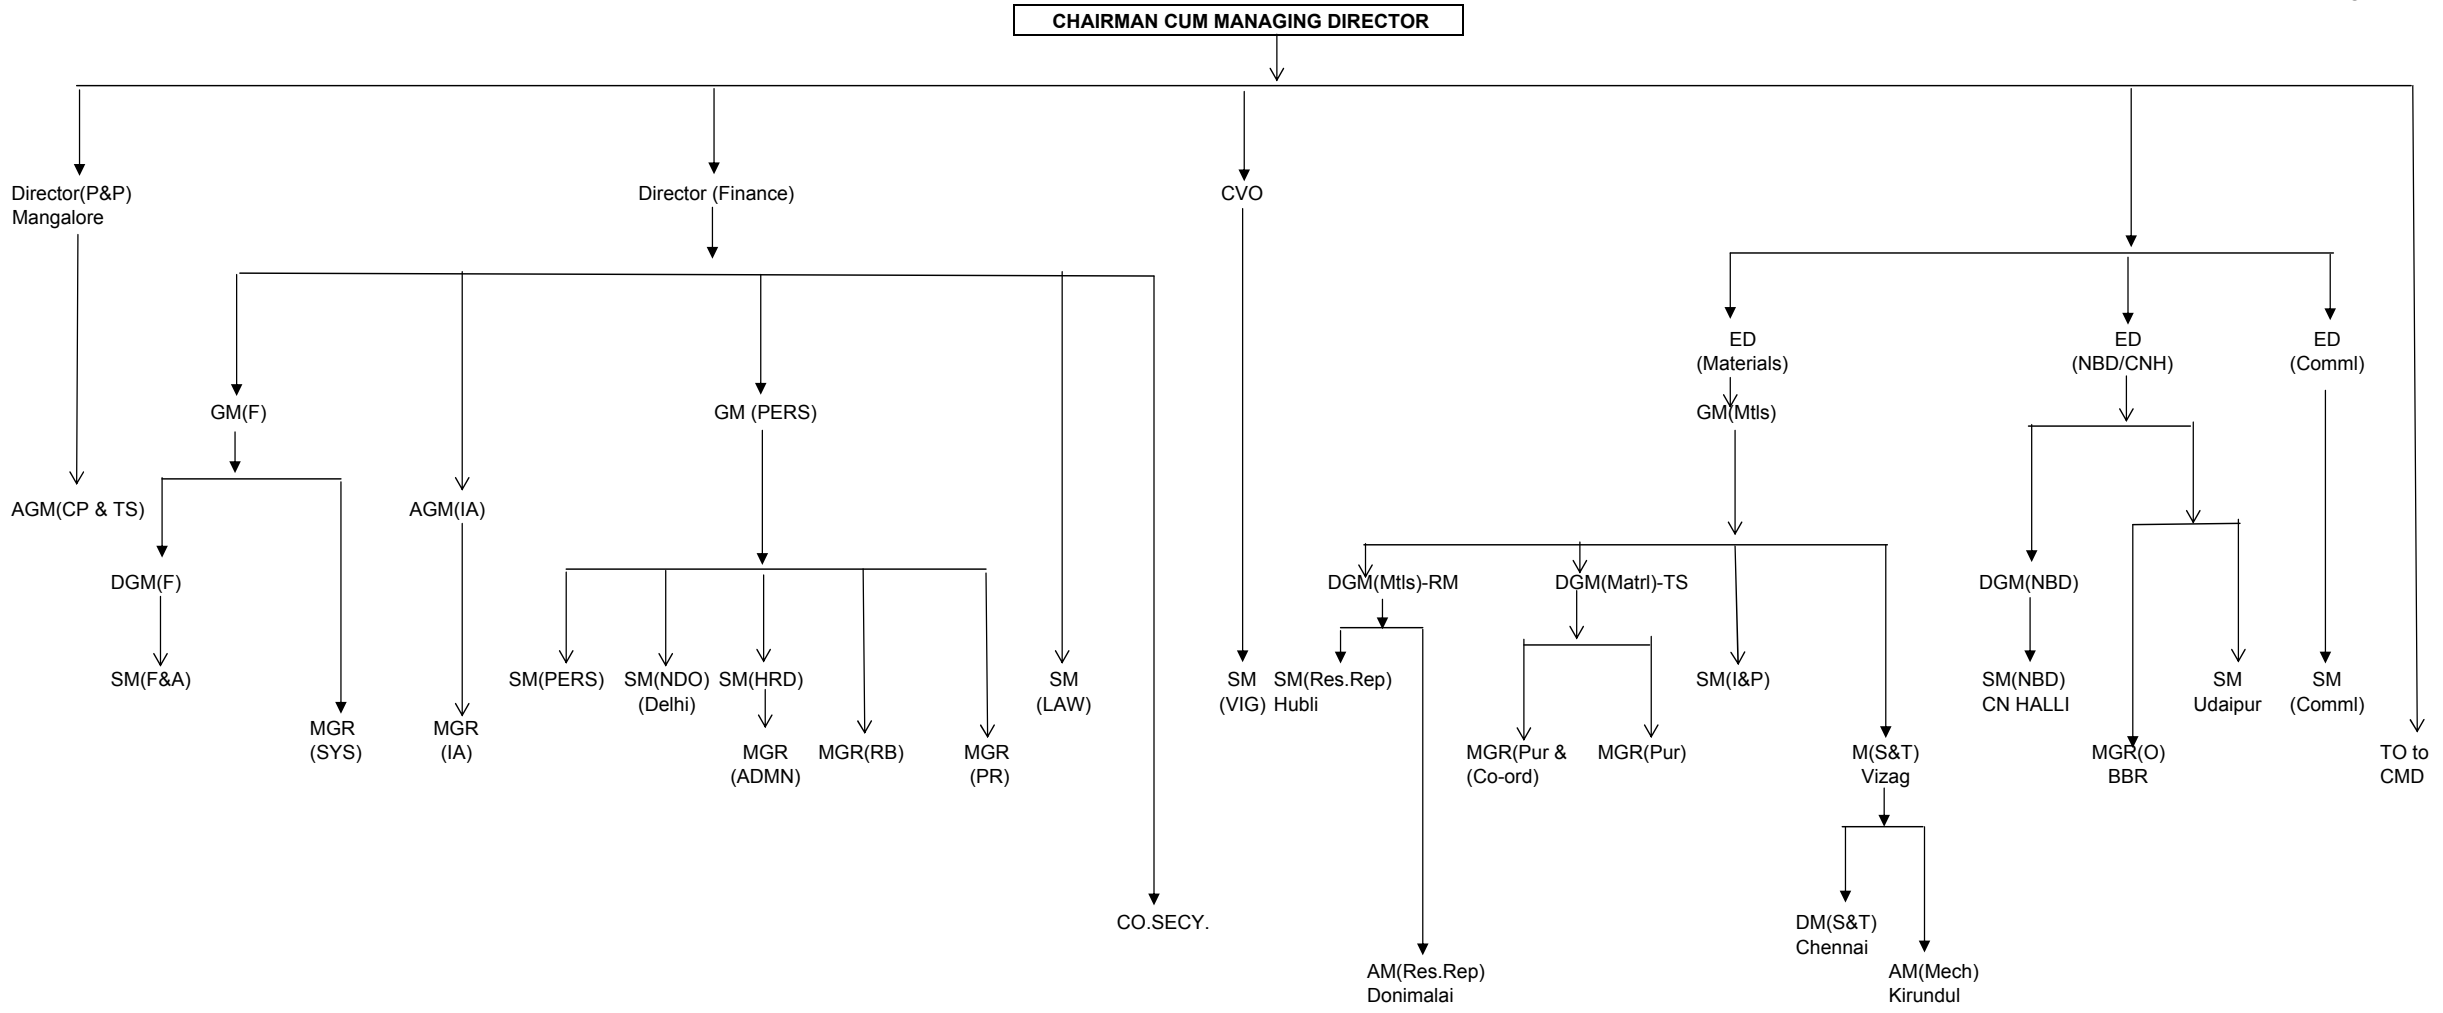 CHAIRMAN CUM MANAGING DIRECTOR
Director(P&P)
Mangalore
Director (Finance)
CVO
ED
(Materials)
ED
(NBD/CNH)
ED
(Comml)
GM(F)
GM (PERS)
GM(Mtls)
AGM(CP & TS)
AGM(IA)
DGM(F)
DGM(Mtls)-RM
DGM(Matrl)-TS
DGM(NBD)
SM(F&A)
SM(PERS)
SM(NDO)
(Delhi)
SM(HRD)
SM
(LAW)
SM
(VIG)
SM(Res.Rep)
Hubli
SM(I&P)
SM(NBD)
CN HALLI
SM
Udaipur
SM
(Comml)
MGR
(SYS)
MGR
(IA)
MGR
(ADMN)
MGR(RB)
MGR
(PR)
MGR(Pur &
(Co-ord)
MGR(Pur)
M(S&T)
Vizag
MGR(O)
BBR
TO to
CMD
CO.SECY.
DM(S&T)
Chennai
AM(Res.Rep)
Donimalai
AM(Mech)
Kirundul